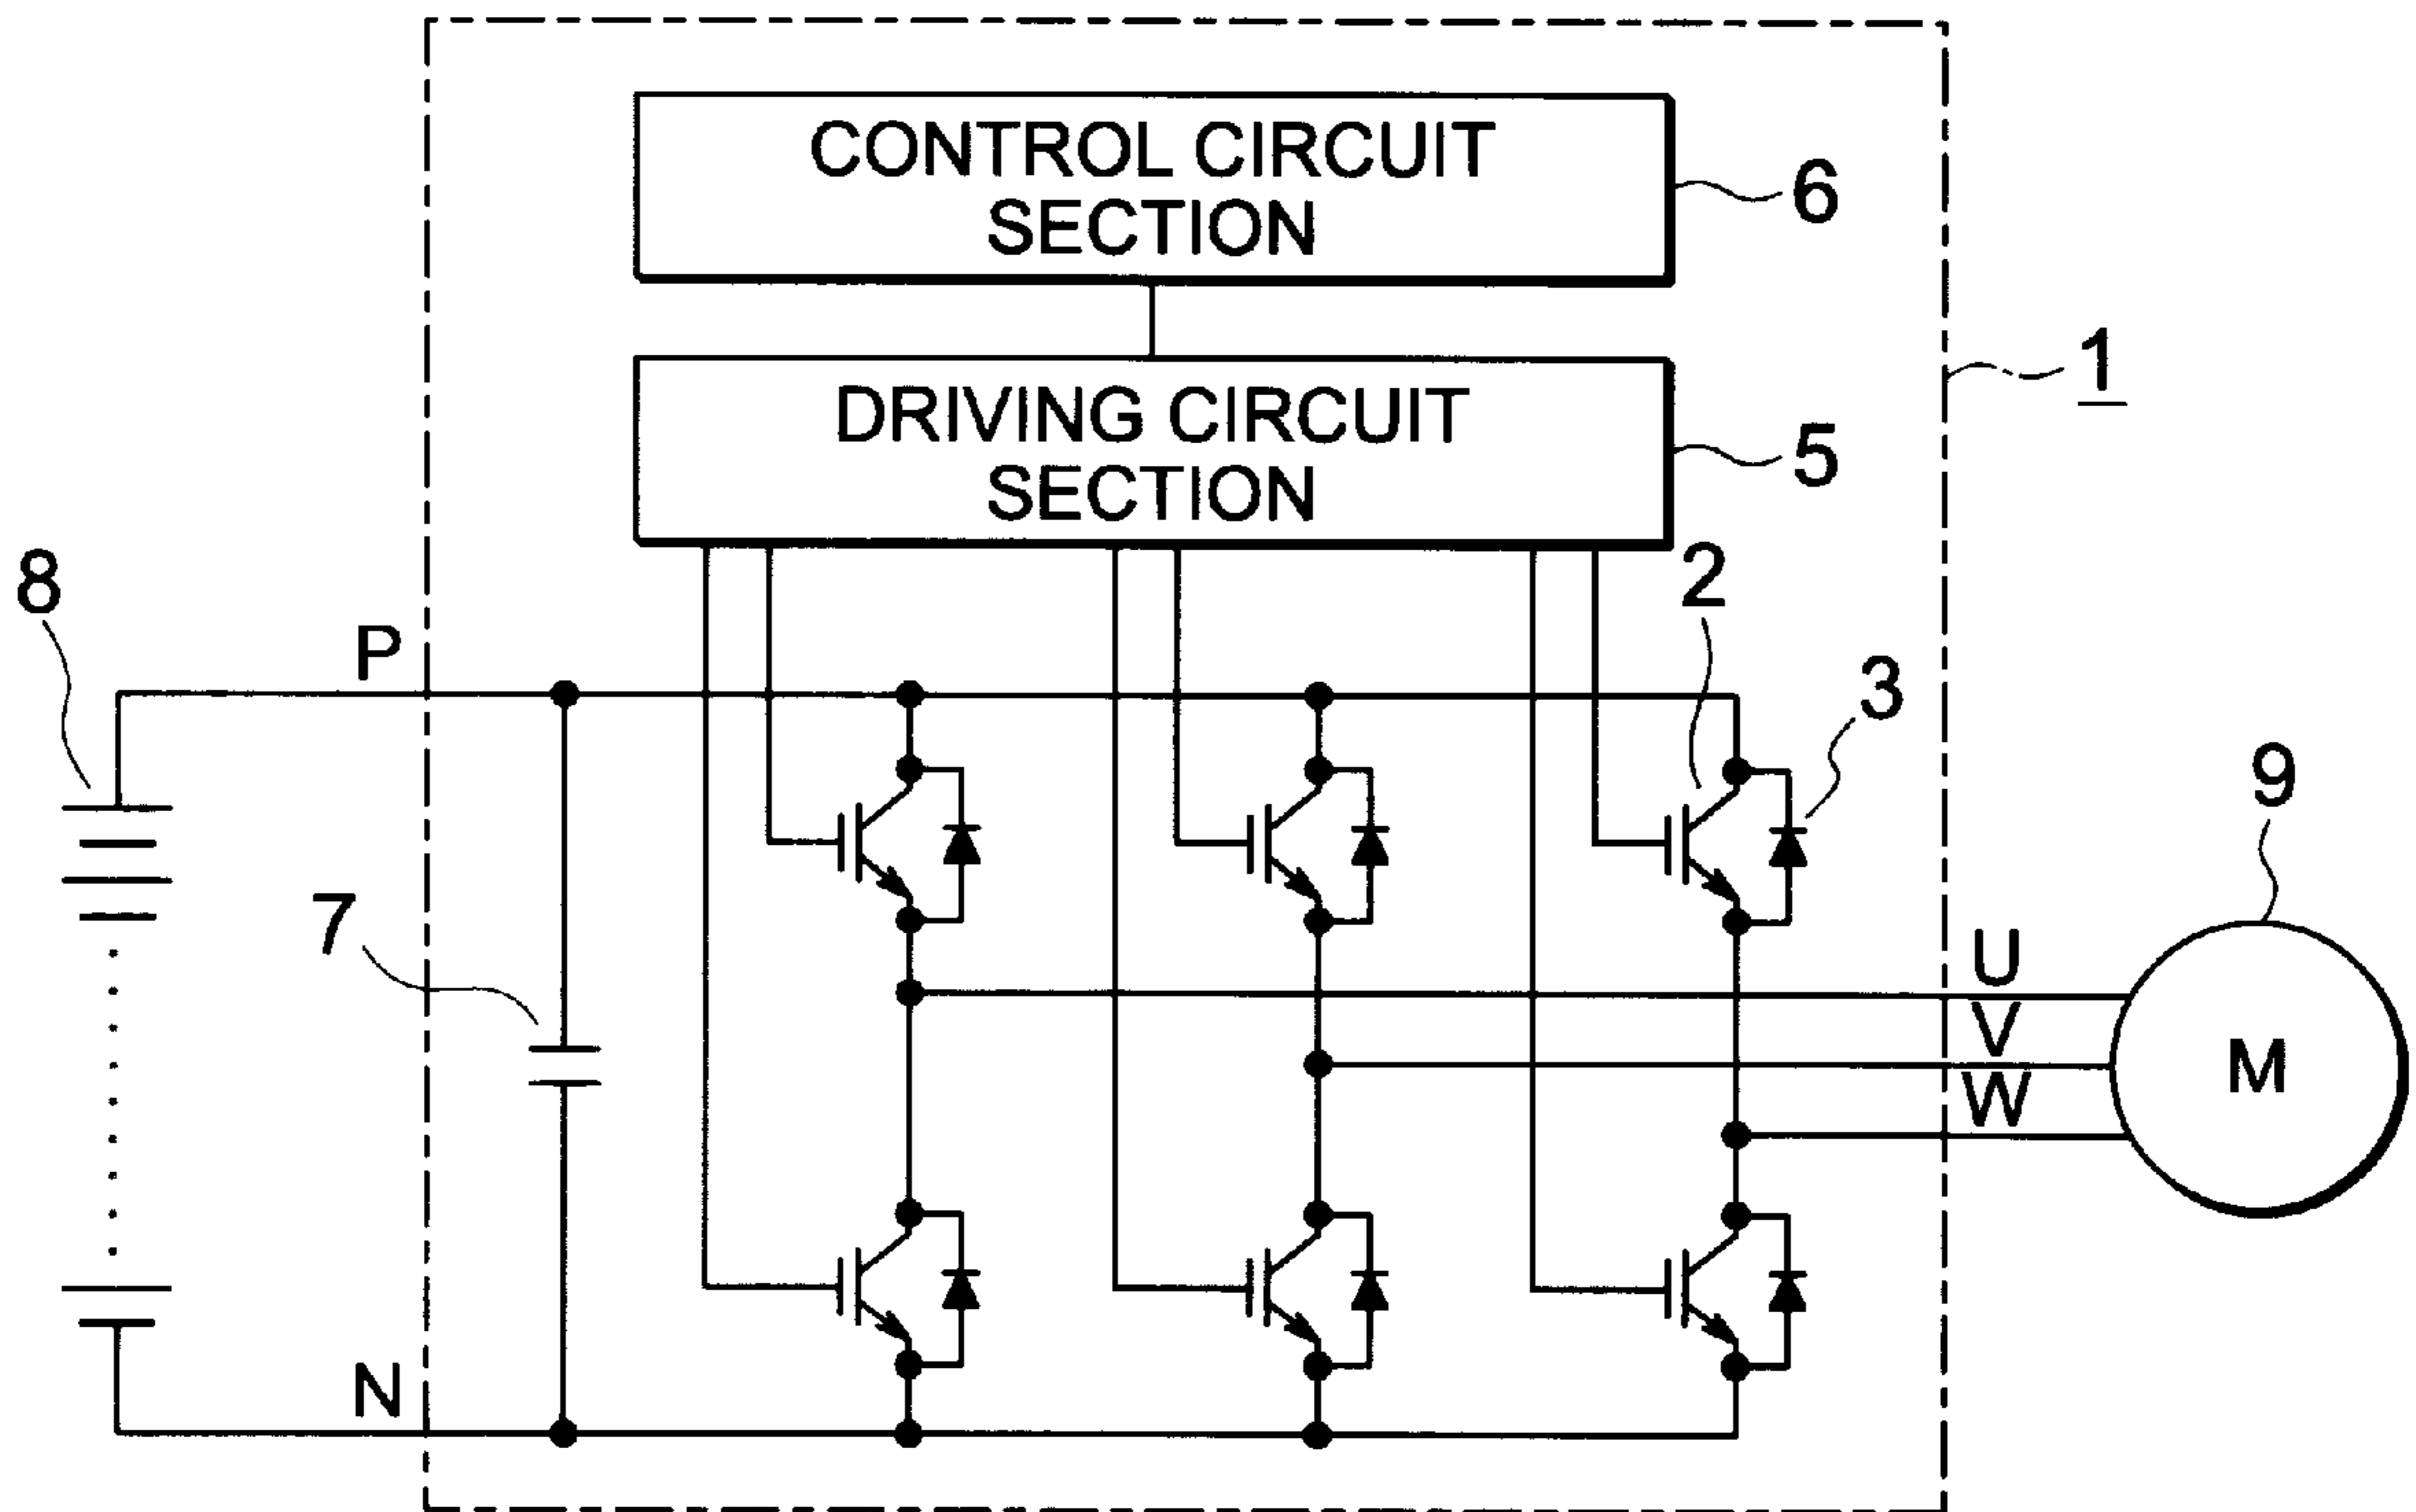 CONTROL CIRCUIT
SECTION
6
1
DRIVING CIRCUIT
SECTION
5
2
8
P
3
9
7
U
V
W
M
N